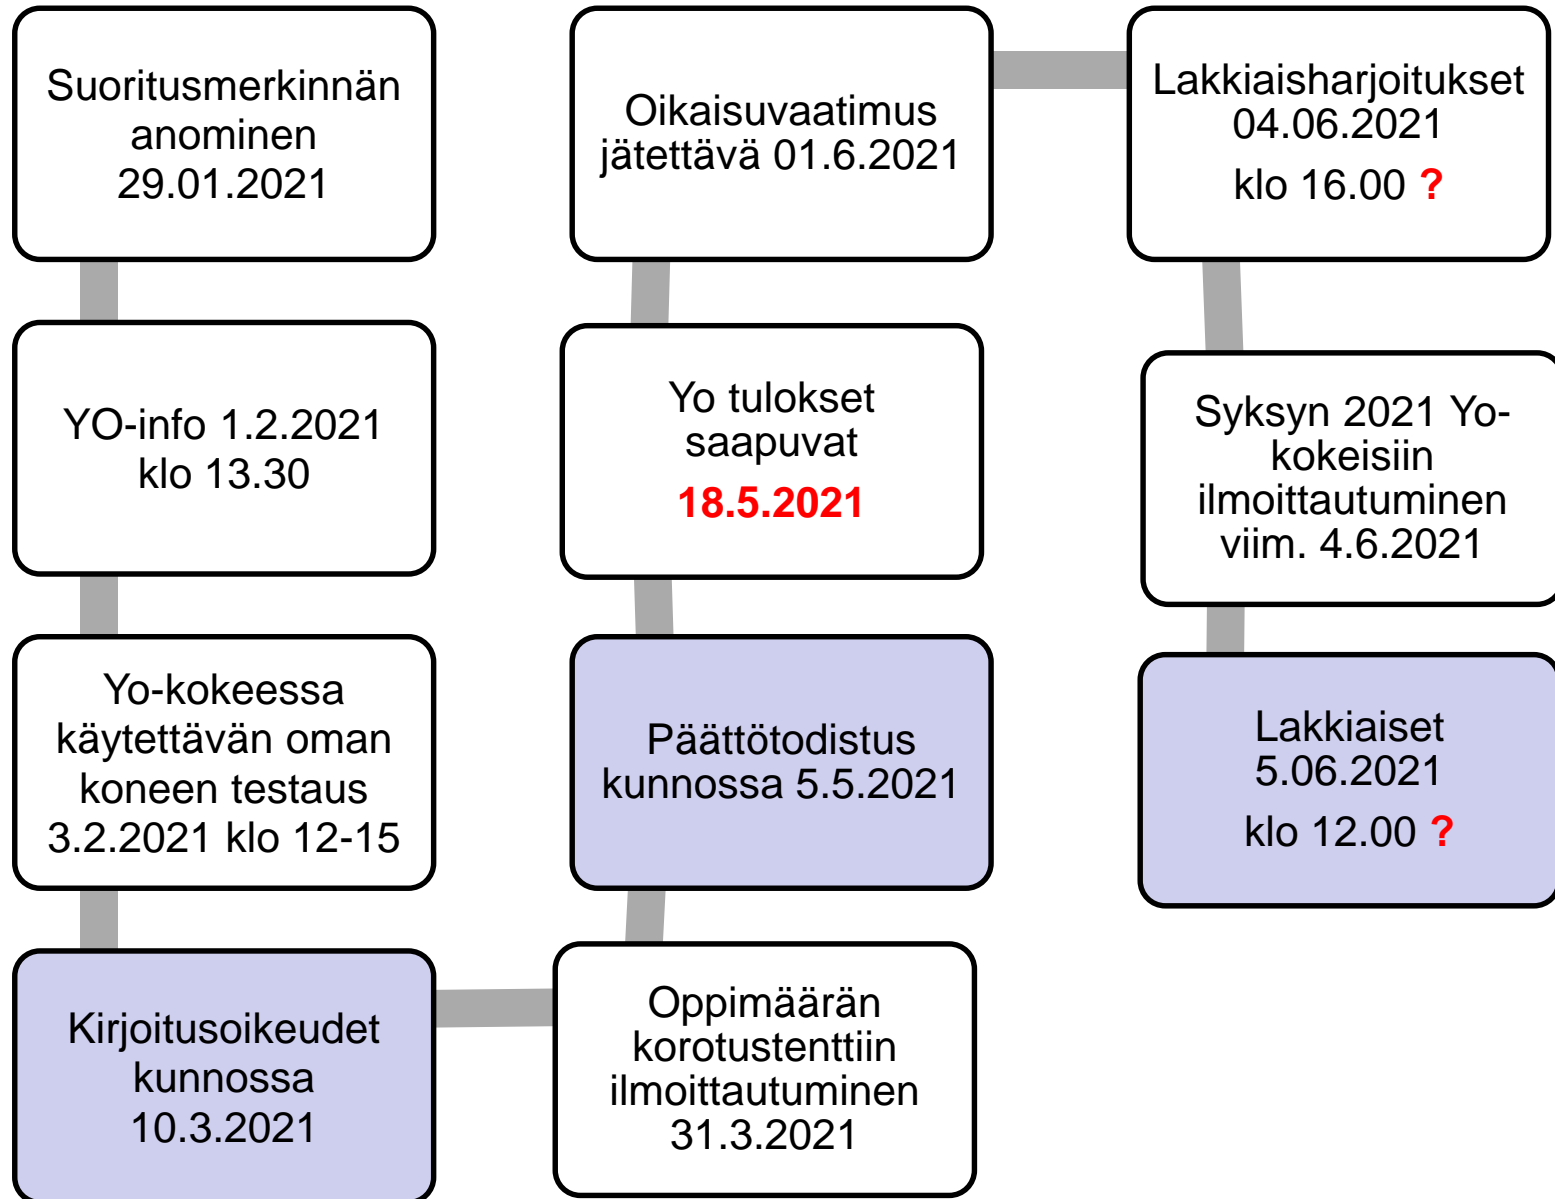 Suoritusmerkinnän
anominen
29.01.2021
YO-info 1.2.2021
klo 13.30
Yo-kokeessa
käytettävän oman
koneen testaus
3.2.2021 klo 12-15
Kirjoitusoikeudet
kunnossa
10.3.2021
Oppimäärän
korotustenttiin
ilmoittautuminen
31.3.2021
Päättötodistus
kunnossa 5.5.2021
Yo tulokset
saapuvat
18.5.2021
Oikaisuvaatimus
jätettävä 01.6.2021
Lakkiaisharjoitukset
04.06.2021
klo 16.00 ?
Syksyn 2021 Yo-
kokeisiin
ilmoittautuminen
viim. 4.6.2021
Lakkiaiset
5.06.2021
klo 12.00 ?